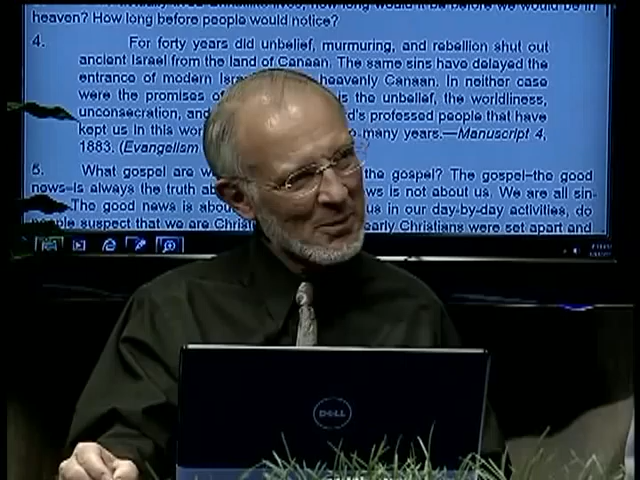 heaven? How long before people would notice?
4. For forty years did unbelief, murmuring, and rebellion shut out
ancient Israel from the land of Canaan. The same sins have delayed the
entrance of modern heavenly Canaan. In neither case
were the promises of is the unbelief, the worldliness,
unconsecration, and professed people that have
kept us in this many years.—Manuscript 4,
1883. (Evangelism
5. What gospel are the gospel? The gospel–the good
news–is always the truth is not about us. We are all sin-
The good news is us in our day-by-day activities, do
suspect that we are early Christians were set apart and
DELL